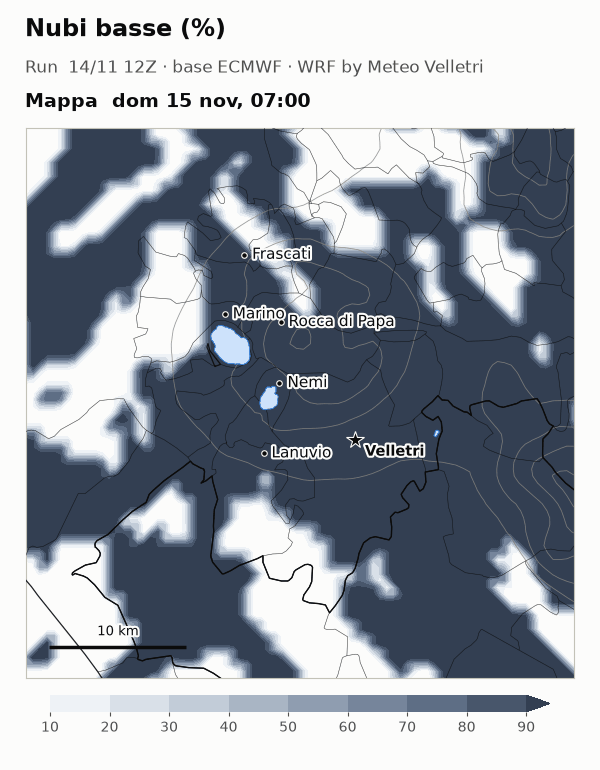 Nubi basse (%)
Run  14/11 12Z · base ECMWF · WRF by Meteo Velletri
Mappa  dom 15 nov, 07:00
Frascati
Marino
Rocca di Papa
Nemi
Lanuvio
Velletri
10 km
10 20 30 40 50 60 70 80 90